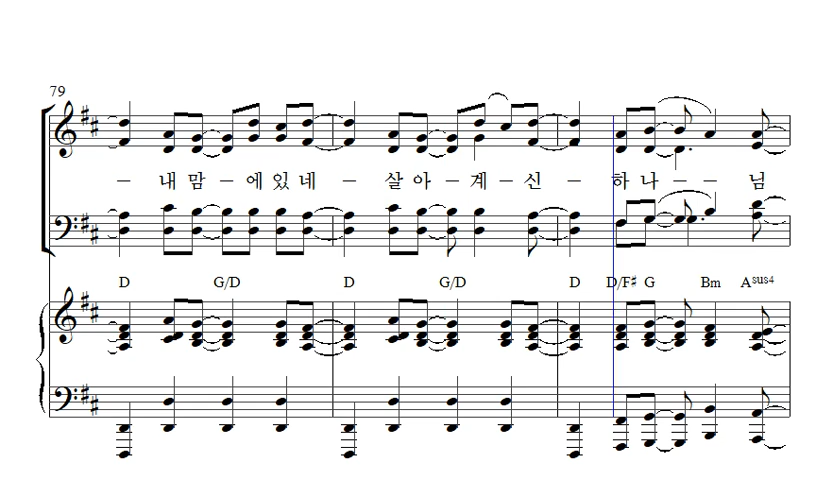 79
– 내 맘 – 에 있 네 – 살 아 – 계 – 신 – 하 나 – 님
D G/D D G/D D D/F♯ G Bm Asus4